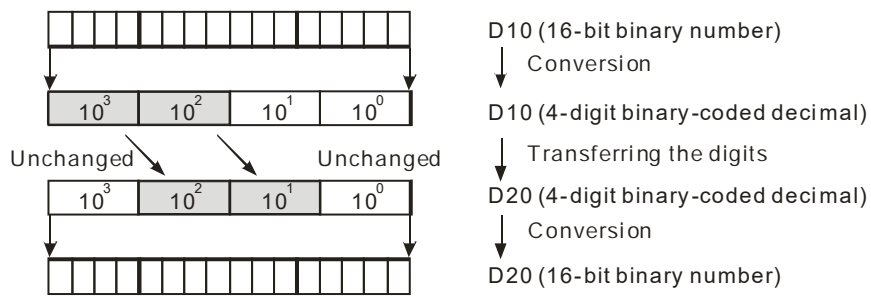 D10 (16-bit binary number)
Conversion
10³ 10² 10¹ 10⁰
D10 (4-digit binary-coded decimal)
Unchanged Unchanged
Transferring the digits
10³ 10² 10¹ 10⁰
D20 (4-digit binary-coded decimal)
Conversion
D20 (16-bit binary number)